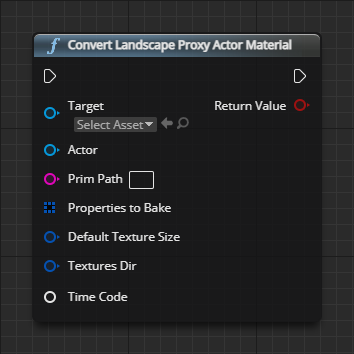 f Convert Landscape Proxy Actor Material
Target Return Value
Select Asset
Actor
Prim Path
Properties to Bake
Default Texture Size
Textures Dir
Time Code